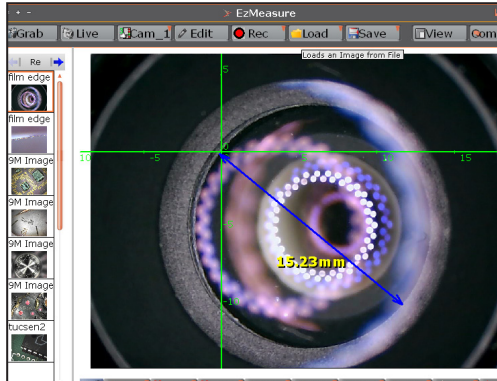 EzMeasure
Grab Live Cam_1 Edit Rec Load Save View Com
Loads an Image from File
Re
film edge
film edge
9M Image
9M Image
9M Image
9M Image
tucsen2
5
10 -5 0 5 10 15
-10
15.23mm